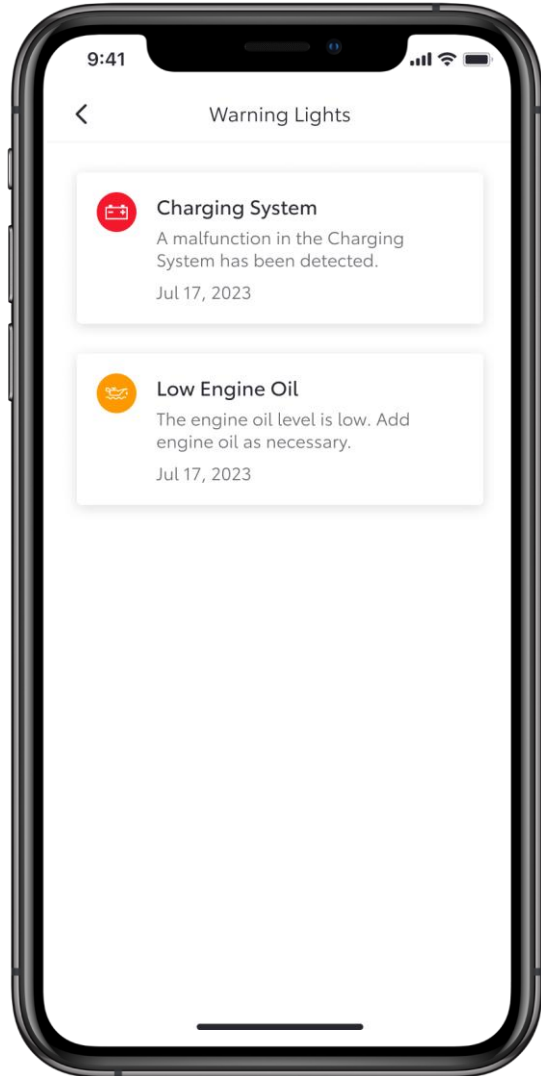 9:41
Warning Lights
Charging System
A malfunction in the Charging
System has been detected.
Jul 17, 2023
Low Engine Oil
The engine oil level is low. Add
engine oil as necessary.
Jul 17, 2023